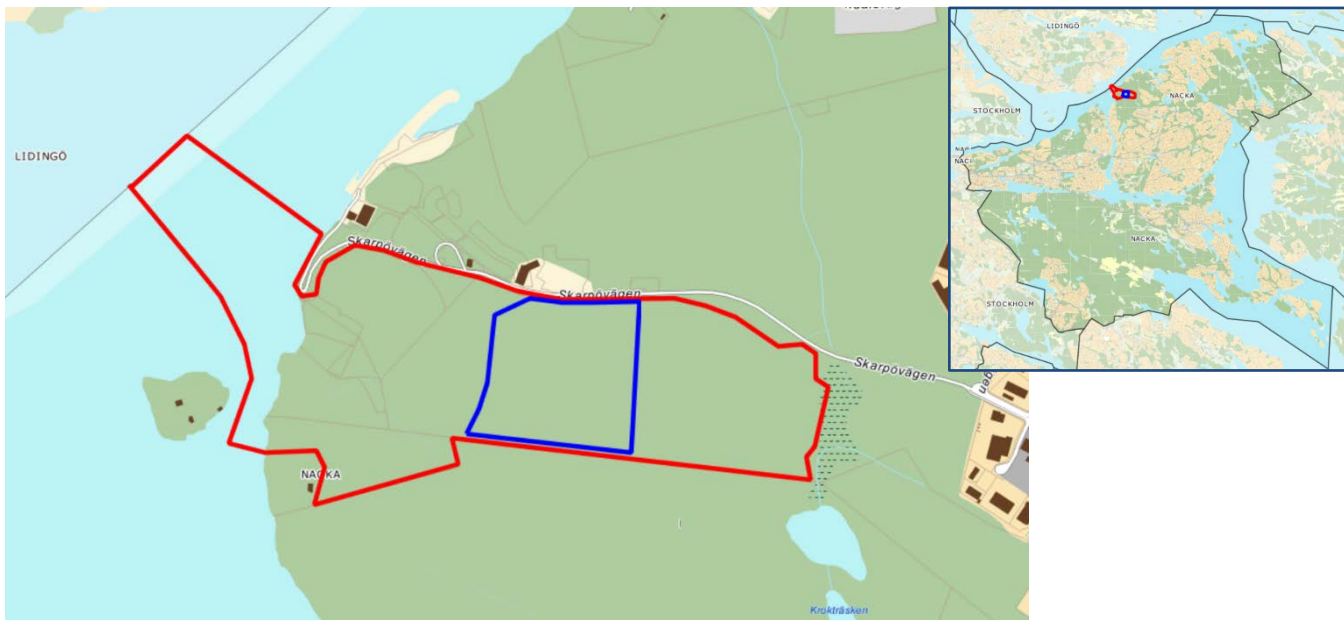 LIDINGÖ
Skarpövägen
Skarpövägen
Skarpövägen
NACKA
Krokträsken
LIDINGÖ
NACKA
STOCKHOLM
NACKA
STOCKHOLM